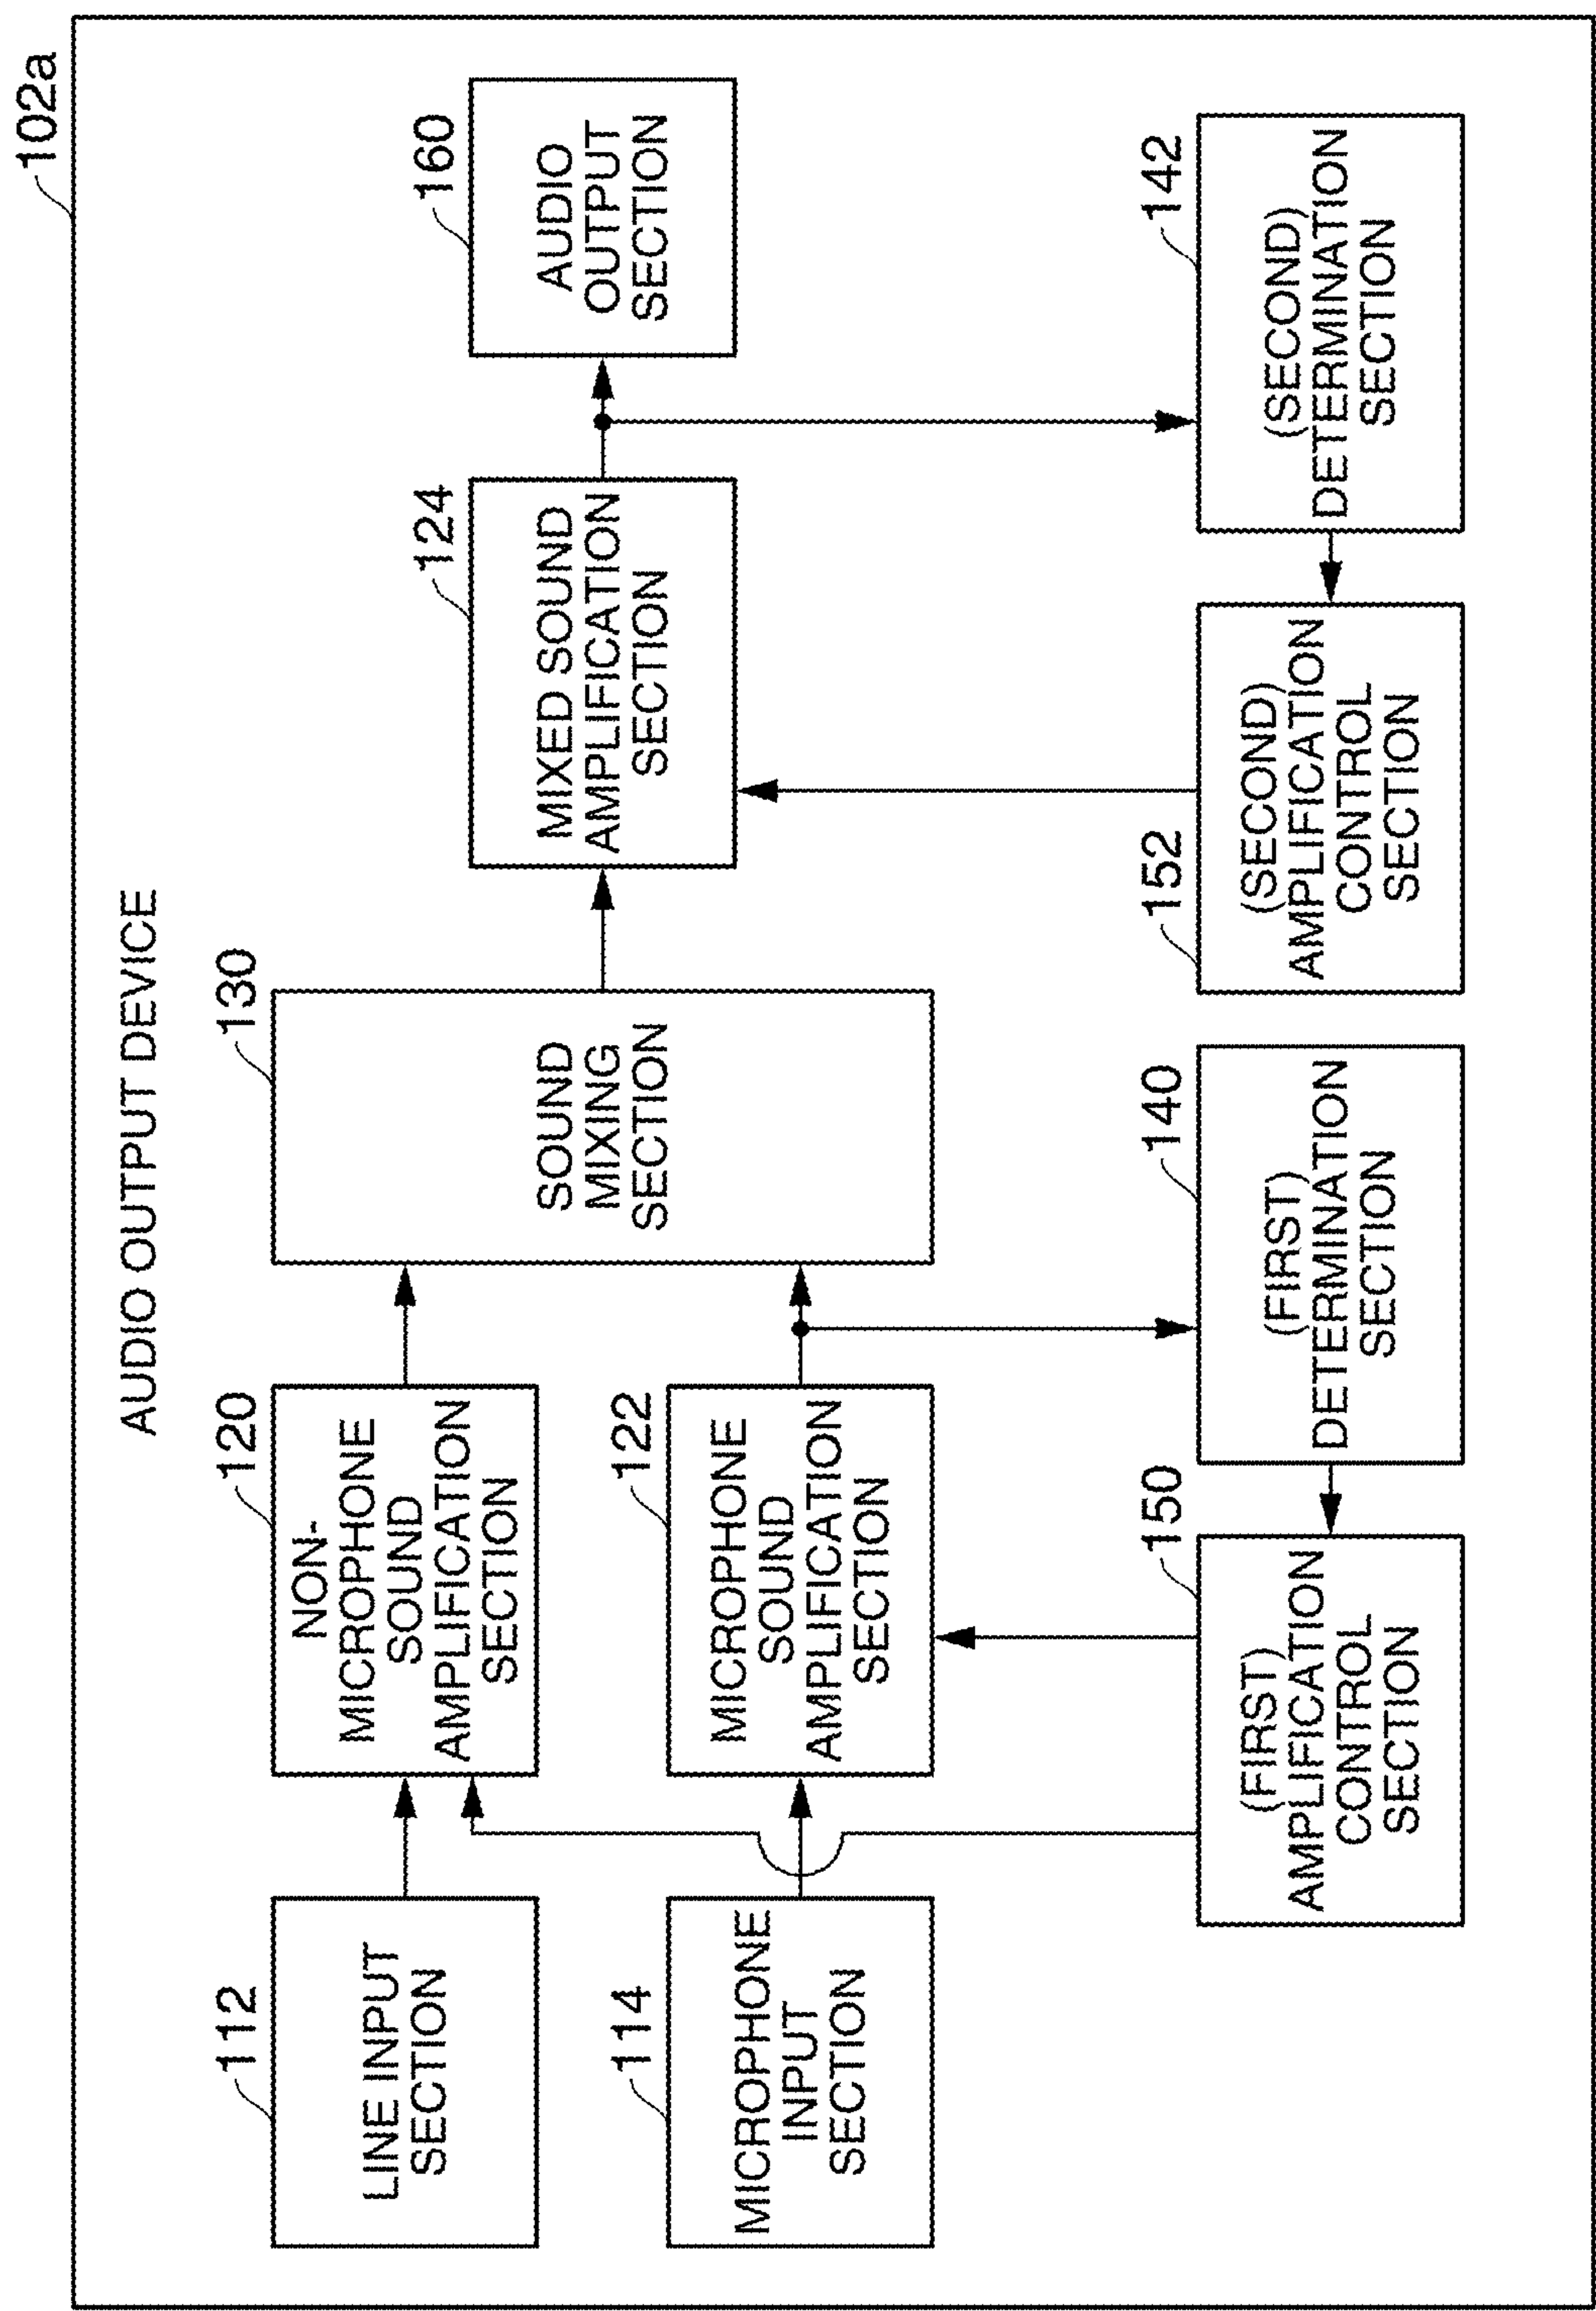 102a
AUDIO OUTPUT DEVICE
112
LINE INPUT
SECTION
120
NON-
MICROPHONE
SOUND
AMPLIFICATION
SECTION
130
SOUND
MIXING
SECTION
124
MIXED SOUND
AMPLIFICATION
SECTION
160
AUDIO
OUTPUT
SECTION
114
MICROPHONE
INPUT
SECTION
122
MICROPHONE
SOUND
AMPLIFICATION
SECTION
150
(FIRST)
AMPLIFICATION
CONTROL
SECTION
140
(FIRST)
DETERMINATION
SECTION
152
(SECOND)
AMPLIFICATION
CONTROL
SECTION
142
(SECOND)
DETERMINATION
SECTION